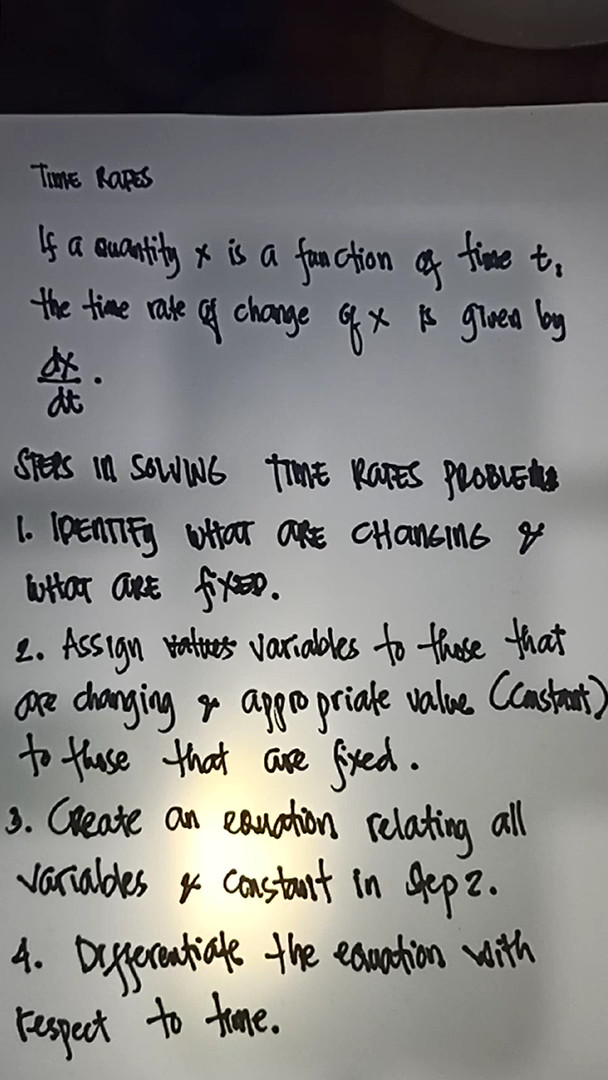 TIME RATES
If a quantity x is a function of time t,
the time rate of change of x is given by
dx/dt.
STEPS IN SOLVING TIME RATES PROBLEMS
1. IDENTIFY WHAT ARE CHANGING &
WHAT ARE FIXED.
2. Assign values variables to those that
are changing & appropriate value (constant)
to those that are fixed.
3. Create an equation relating all
variables & constant in step 2.
4. Differentiate the equation with
respect to time.